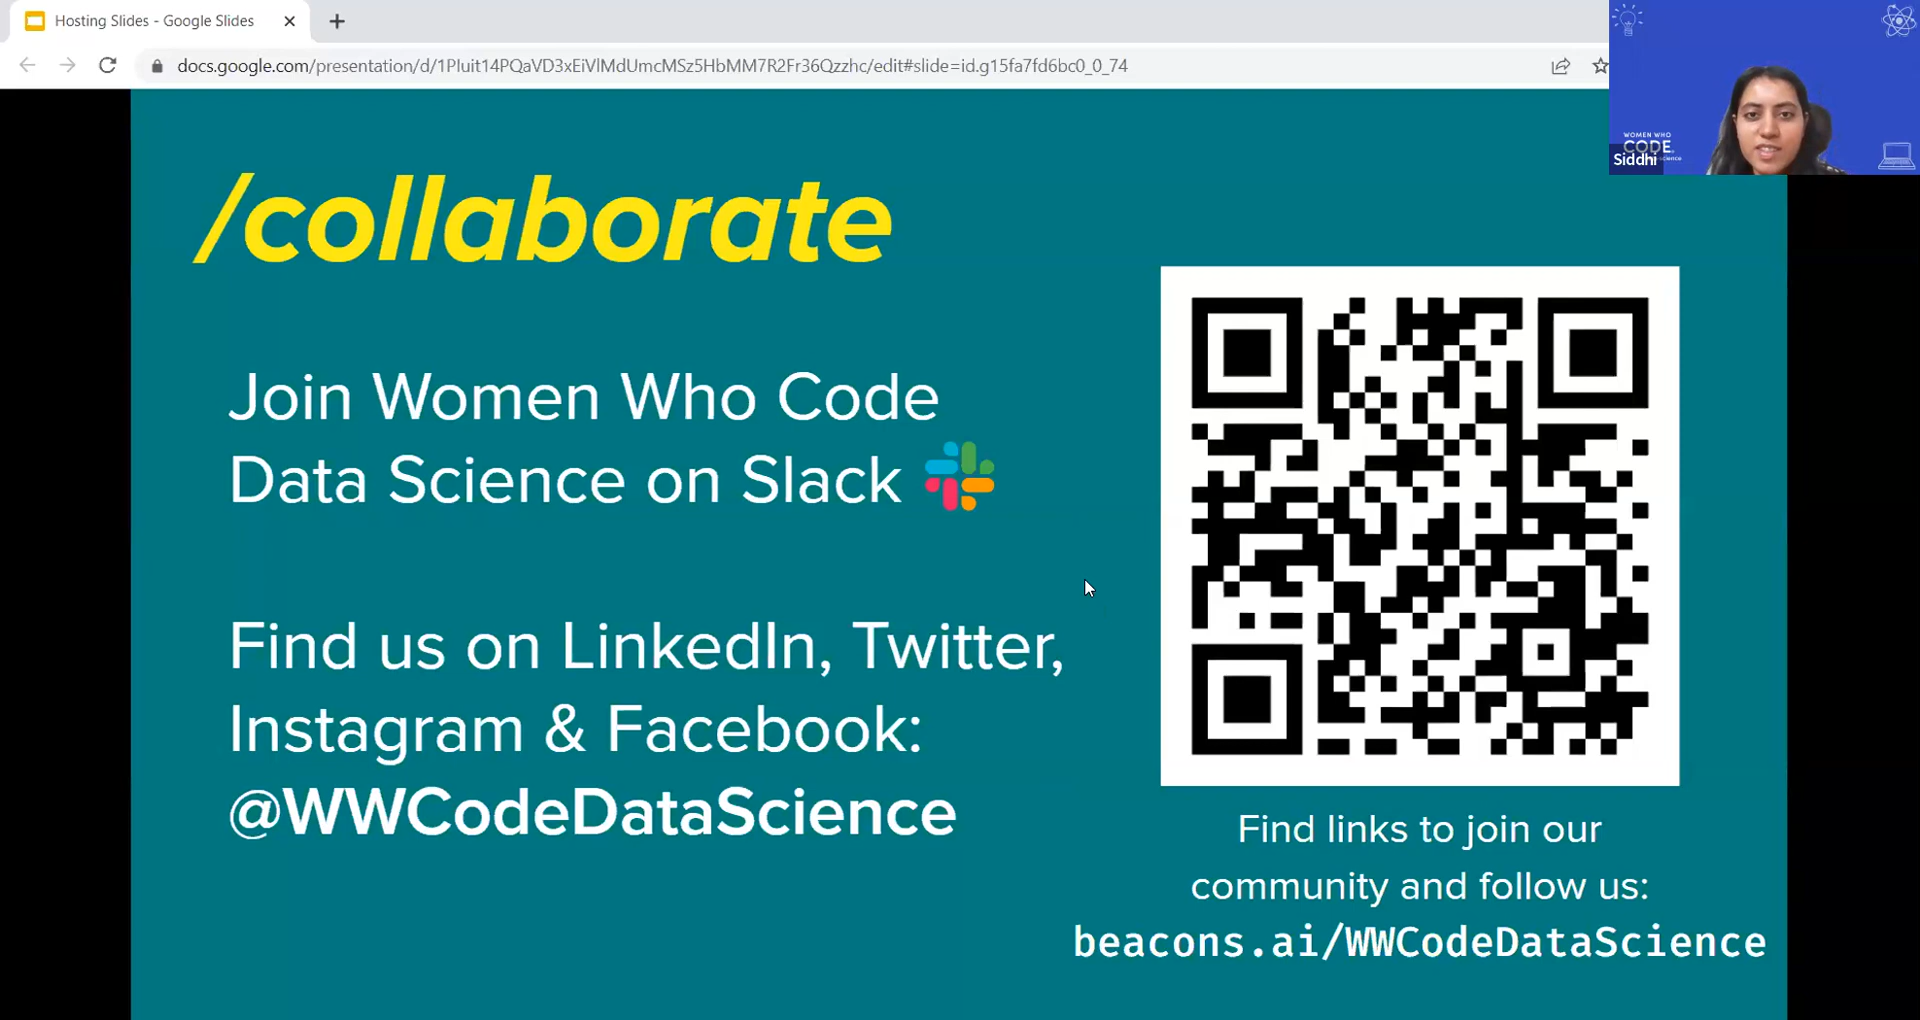 Hosting Slides - Google Slides
docs.google.com/presentation/d/1PIuit14PQaVD3xEiVlMdUmcMSz5HbMM7R2Fr36Qzzhc/edit#slide=id.g15fa7fd6bc0_0_74
WOMEN WHO
CODE
Siddhi
/collaborate
Join Women Who Code
Data Science on Slack
Find us on LinkedIn, Twitter,
Instagram & Facebook:
@WWCodeDataScience
Find links to join our
community and follow us:
beacons.ai/WWCodeDataScience